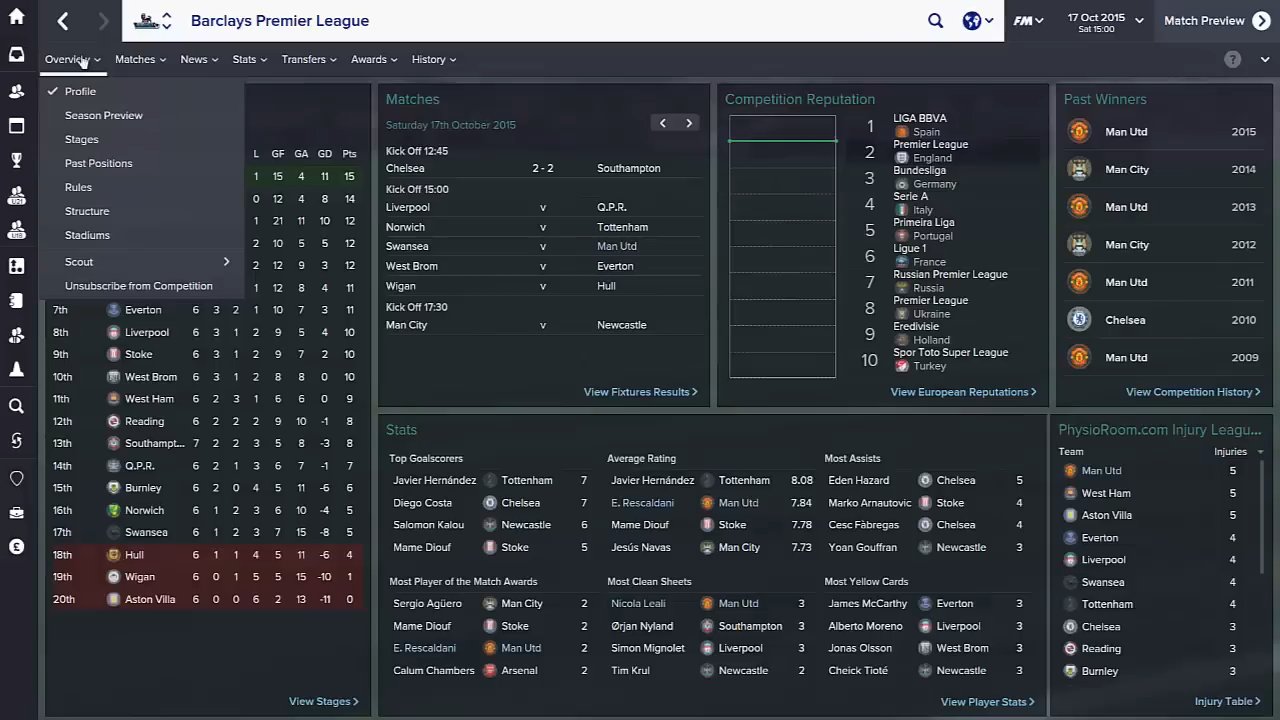 Barclays Premier League
FM
17 Oct 2015
Sat 15:00
Match Preview
Overview
Matches
News
Stats
Transfers
Awards
History
?
U21
U18
Profile
Season Preview
Stages
Past Positions
Rules
Structure
Stadiums
Scout
Unsubscribe from Competition
L GF GA GD Pts
1 15 4 11 15
0 12 4 8 14
1 21 11 10 12
2 10 5 5 12
2 12 9 3 12
1 12 8 4 11
7th Everton 6 3 2 1 10 7 3 11
8th Liverpool 6 3 1 2 9 5 4 10
9th Stoke 6 3 1 2 9 7 2 10
10th West Brom 6 3 1 2 8 8 0 10
11th West Ham 6 2 3 1 6 6 0 9
12th Reading 6 2 2 2 9 10 -1 8
13th Southampt... 7 2 2 3 5 8 -3 8
14th Q.P.R. 6 2 1 3 6 7 -1 7
15th Burnley 6 2 0 4 5 11 -6 6
16th Norwich 6 1 2 3 6 10 -4 5
17th Swansea 6 1 2 3 7 15 -8 5
18th Hull 6 1 1 4 5 11 -6 4
19th Wigan 6 0 1 5 5 15 -10 1
20th Aston Villa 6 0 0 6 2 13 -11 0
View Stages >
Matches
Saturday 17th October 2015
Kick Off 12:45
Chelsea 2 - 2 Southampton
Kick Off 15:00
Liverpool v Q.P.R.
Norwich v Tottenham
Swansea v Man Utd
West Brom v Everton
Wigan v Hull
Kick Off 17:30
Man City v Newcastle
View Fixtures Results >
Competition Reputation
1 LIGA BBVA
Spain
2 Premier League
England
3 Bundesliga
Germany
4 Serie A
Italy
5 Primeira Liga
Portugal
6 Ligue 1
France
7 Russian Premier League
Russia
8 Premier League
Ukraine
9 Eredivisie
Holland
10 Spor Toto Super League
Turkey
View European Reputations >
Past Winners
Man Utd 2015
Man City 2014
Man Utd 2013
Man City 2012
Man Utd 2011
Chelsea 2010
Man Utd 2009
View Competition History >
Stats
Top Goalscorers
Javier Hernández Tottenham 7
Diego Costa Chelsea 7
Salomon Kalou Newcastle 6
Mame Diouf Stoke 5
Average Rating
Javier Hernández Tottenham 8.08
E. Rescaldani Man Utd 7.84
Mame Diouf Stoke 7.78
Jesús Navas Man City 7.73
Most Assists
Eden Hazard Chelsea 5
Marko Arnautovic Stoke 4
Cesc Fàbregas Chelsea 4
Yoan Gouffran Newcastle 3
Most Player of the Match Awards
Sergio Agüero Man City 2
Mame Diouf Stoke 2
E. Rescaldani Man Utd 2
Calum Chambers Arsenal 2
Most Clean Sheets
Nicola Leali Man Utd 3
Ørjan Nyland Southampton 3
Simon Mignolet Liverpool 3
Tim Krul Newcastle 2
Most Yellow Cards
James McCarthy Everton 3
Alberto Moreno Liverpool 3
Jonas Olsson West Brom 3
Cheick Tioté Newcastle 3
View Player Stats >
PhysioRoom.com Injury Leagu...
Team Injuries
Man Utd 5
West Ham 5
Aston Villa 5
Everton 4
Liverpool 4
Swansea 4
Tottenham 4
Chelsea 3
Reading 3
Burnley 3
Injury Table >